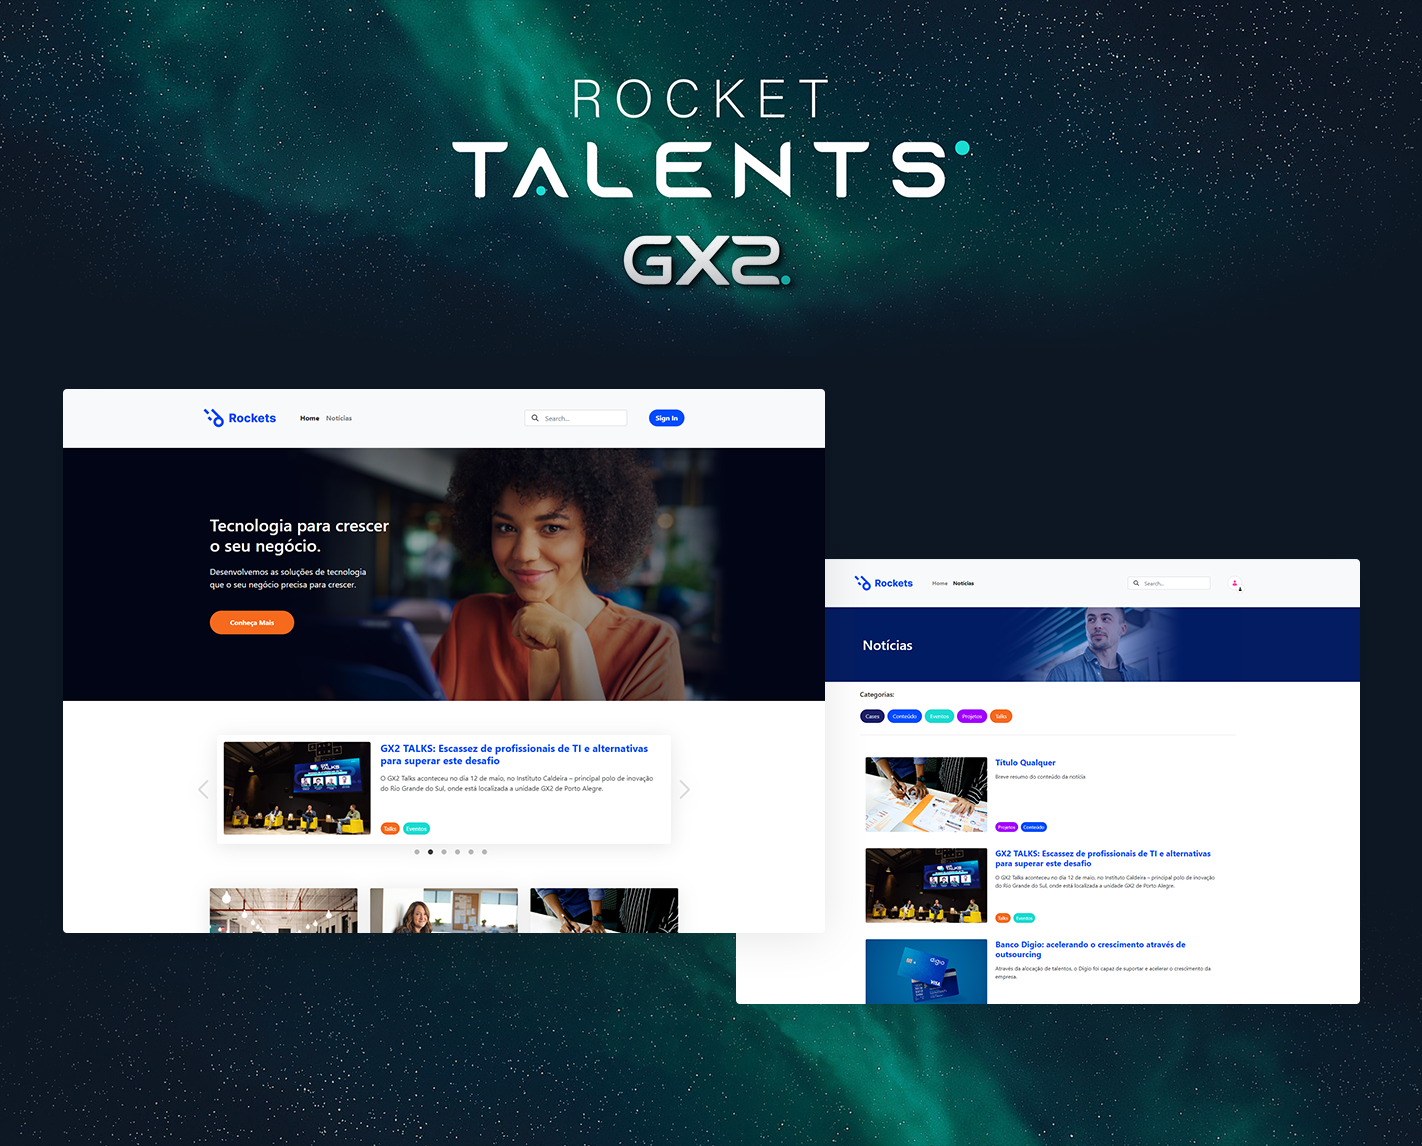 ROCKET
TALENTS
GX2.
Rockets
Home
Notícias
Search...
Sign In
Tecnologia para crescer
o seu negócio.
Desenvolvemos as soluções de tecnologia
que o seu negócio precisa para crescer.
Conheça Mais
GX2 TALKS: Escassez de profissionais de TI e alternativas
para superar este desafio
O GX2 Talks aconteceu no dia 12 de maio, no Instituto Caldeira – principal polo de inovação
do Rio Grande do Sul, onde está localizada a unidade GX2 de Porto Alegre.
Talks
Eventos
Rockets
Home
Notícias
Search...
Notícias
Categorias:
Cases
Conteúdo
Eventos
Projetos
Talks
Título Qualquer
Breve resumo do conteúdo da notícia
Projetos
Conteúdo
GX2 TALKS: Escassez de profissionais de TI e alternativas
para superar este desafio
O GX2 Talks aconteceu no dia 12 de maio, no Instituto Caldeira – principal polo de inovação
do Rio Grande do Sul, onde está localizada a unidade GX2 de Porto Alegre.
Talks
Eventos
digio
VISA
Banco Digio: acelerando o crescimento através de
outsourcing
Através da alocação de talentos, o Digio foi capaz de suportar e acelerar o crescimento da
empresa.